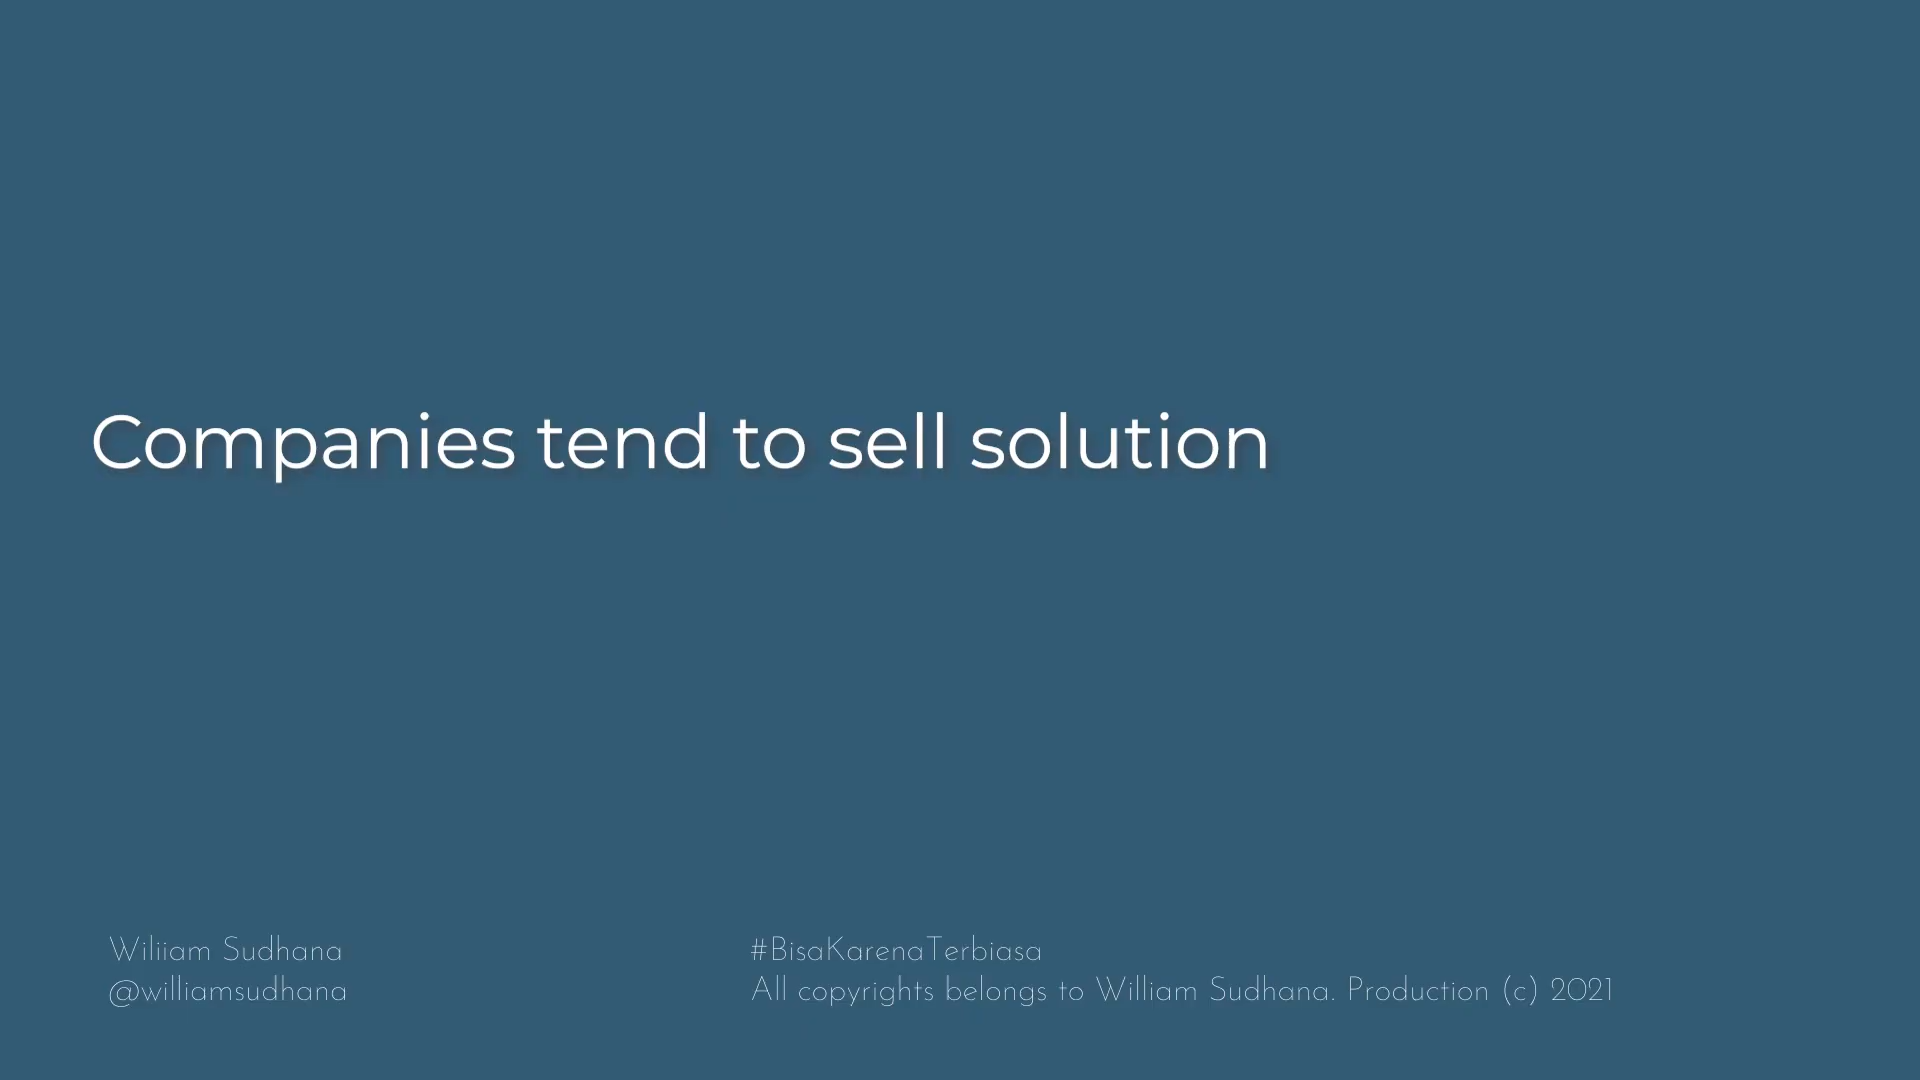 Companies tend to sell solution
Wiliiam Sudhana
@williamsudhana
#BisaKarenaTerbiasa
All copyrights belongs to William Sudhana. Production (c) 2021